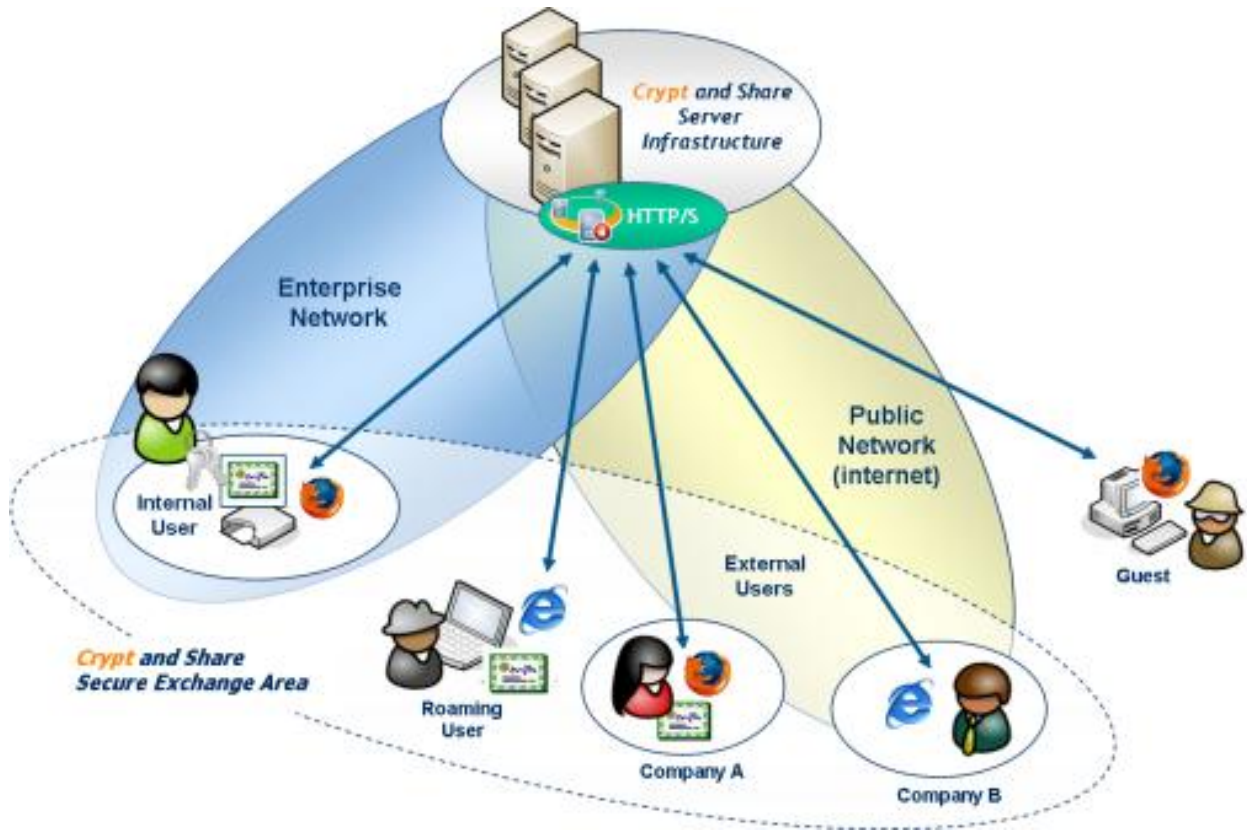 Crypt and Share
Server
Infrastructure
HTTP/S
Enterprise
Network
Public
Network
(internet)
Internal
User
External
Users
Guest
Crypt and Share
Secure Exchange Area
Roaming
User
Company A
Company B